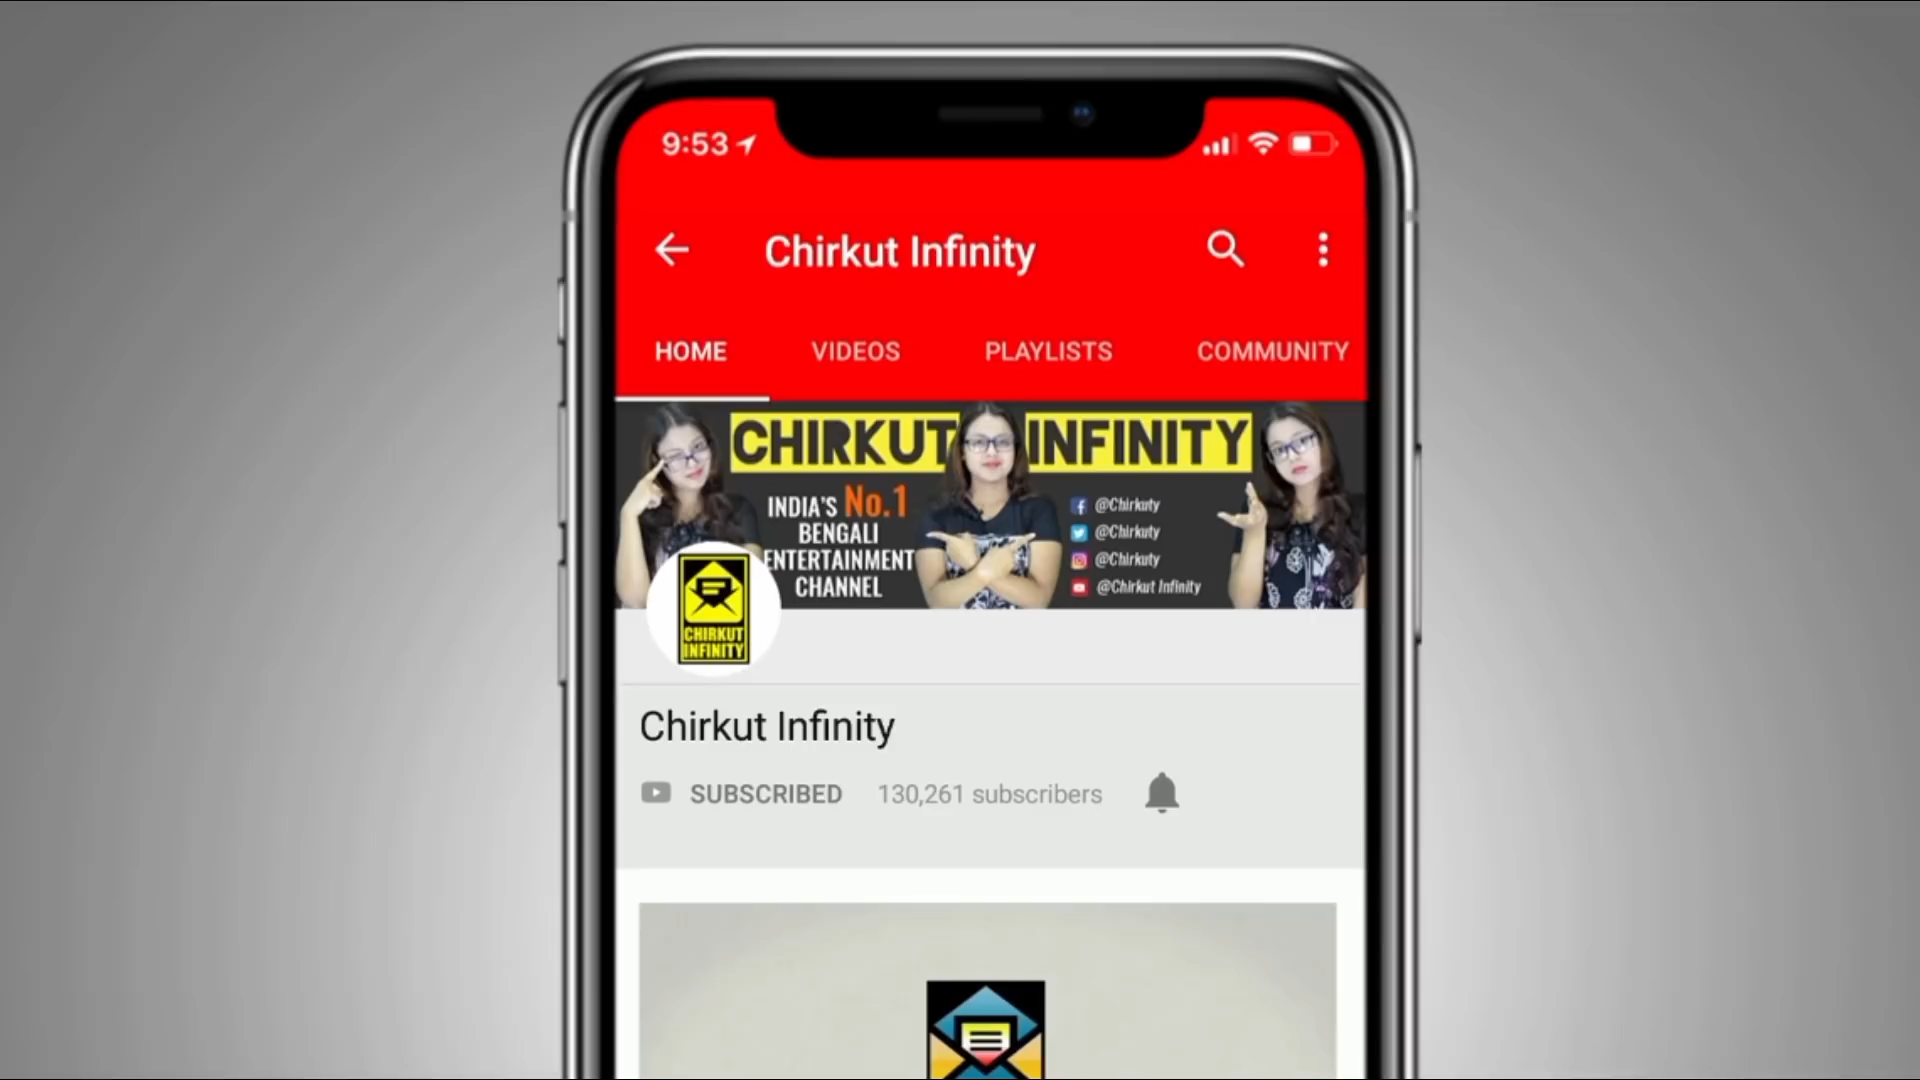 9:53
Chirkut Infinity
HOME VIDEOS PLAYLISTS COMMUNITY
CHIRKUT INFINITY
INDIA'S No.1
BENGALI
ENTERTAINMENT
CHANNEL
@Chirkuty
@Chirkuty
@Chirkuty
@Chirkut Infinity
CHIRKUT
INFINITY
Chirkut Infinity
SUBSCRIBED 130,261 subscribers